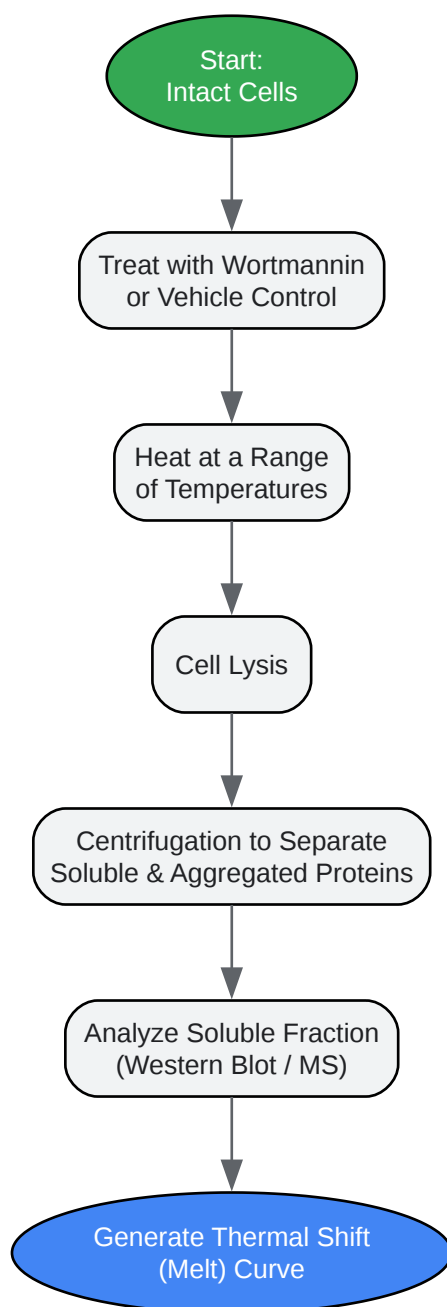 Start:
Intact Cells
Treat with Wortmannin
or Vehicle Control
Heat at a Range
of Temperatures
Cell Lysis
Centrifugation to Separate
Soluble & Aggregated Proteins
Analyze Soluble Fraction
(Western Blot / MS)
Generate Thermal Shift
(Melt) Curve